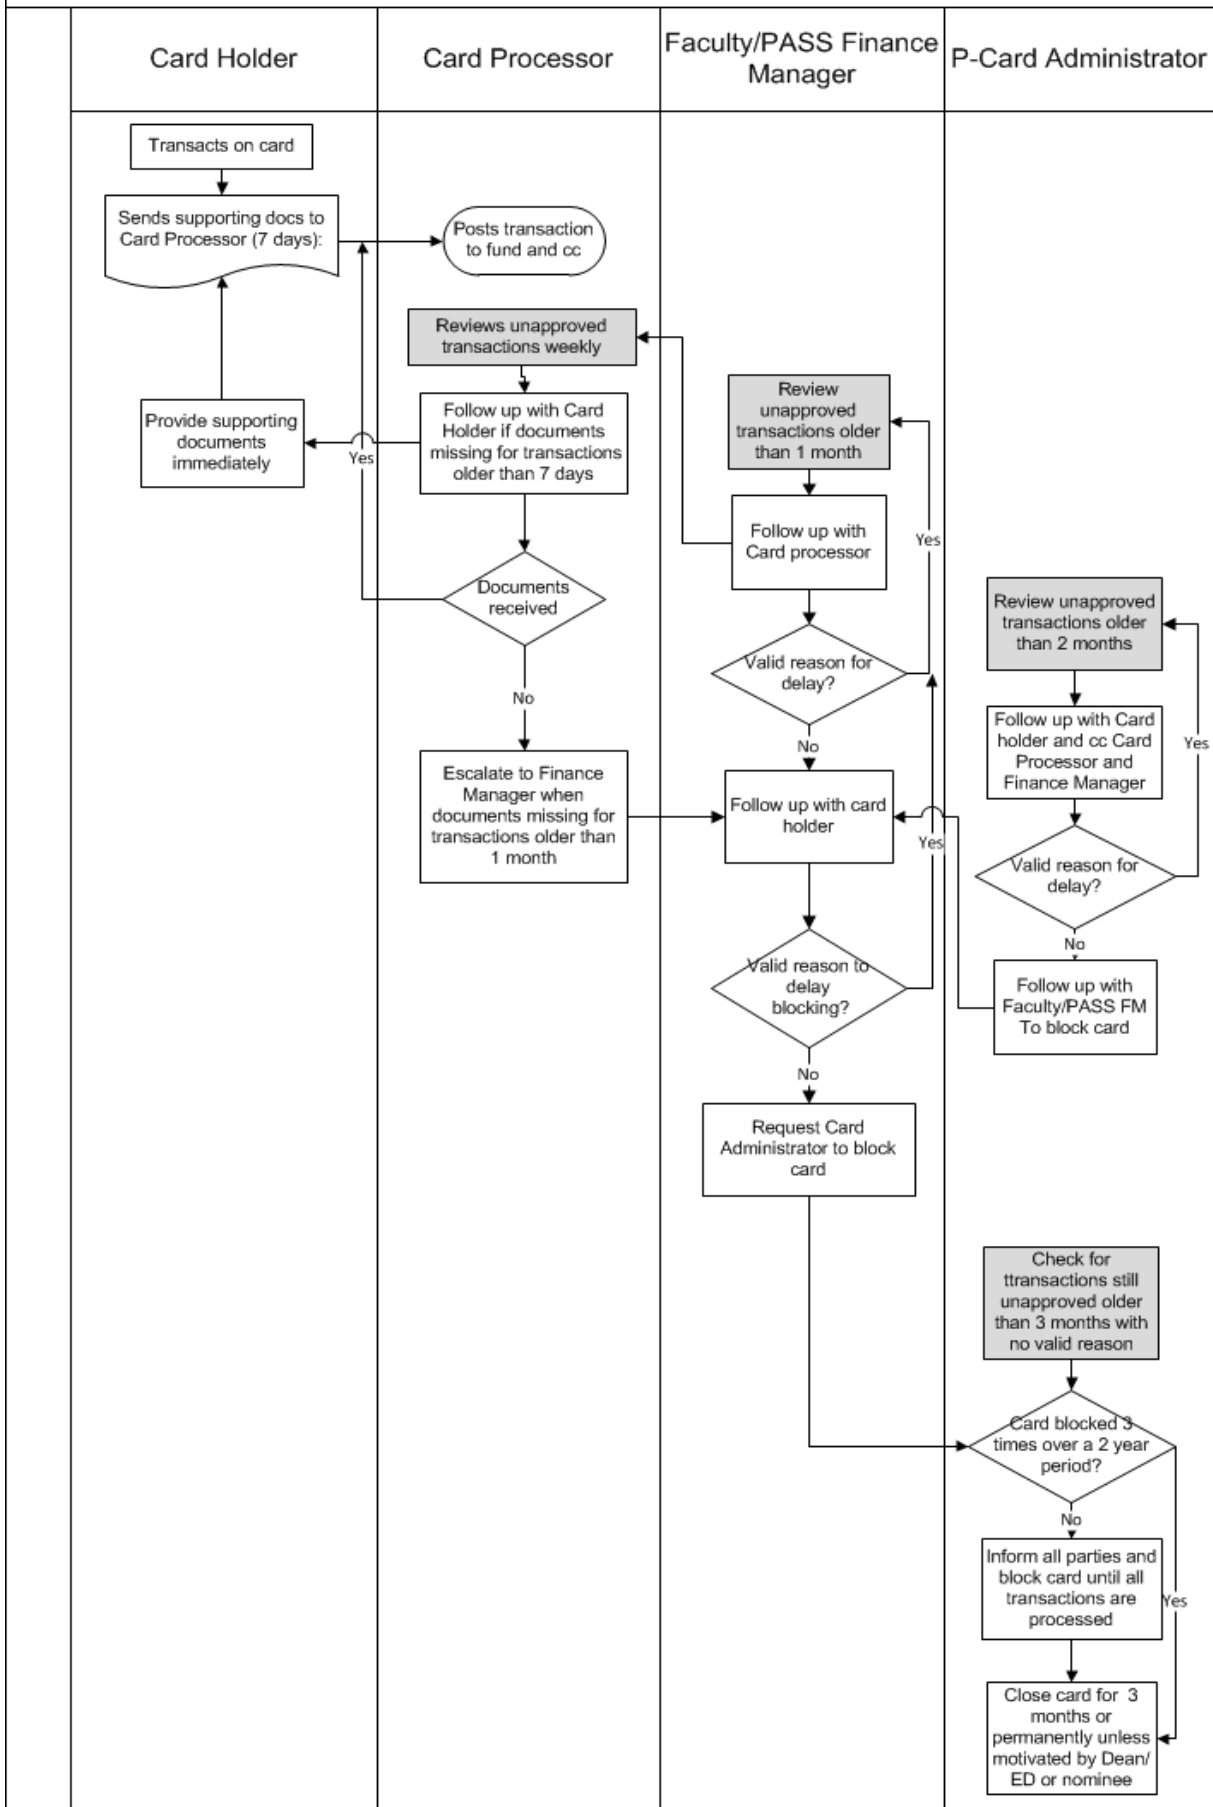 Card Holder
Card Processor
Faculty/PASS Finance
Manager
P-Card Administrator
Transacts on card
Sends supporting docs to
Card Processor (7 days):
Posts transaction
to fund and cc
Reviews unapproved
transactions weekly
Follow up with Card
Holder if documents
missing for transactions
older than 7 days
Provide supporting
documents
immediately
Yes
Documents
received
No
Escalate to Finance
Manager when
documents missing for
transactions older than
1 month
Review
unapproved
transactions older
than 1 month
Follow up with
Card processor
Yes
Valid reason for
delay?
No
Follow up with card
holder
Yes
Valid reason to
delay
blocking?
No
Request Card
Administrator to block
card
Review unapproved
transactions older
than 2 months
Follow up with Card
holder and cc Card
Processor and
Finance Manager
Yes
Valid reason for
delay?
No
Follow up with
Faculty/PASS FM
To block card
Check for
ttransactions still
unapproved older
than 3 months with
no valid reason
Card blocked 3
times over a 2 year
period?
No
Inform all parties and
block card until all
transactions are
processed
Yes
Close card for 3
months or
permanently unless
motivated by Dean/
ED or nominee